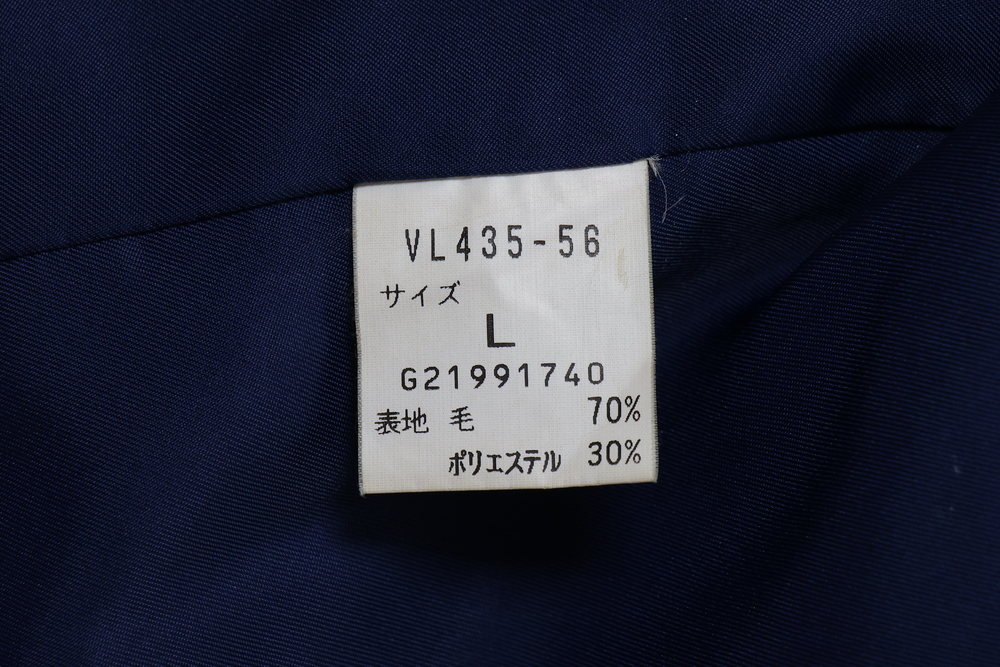 VL435-56
サイズ
L
G21991740
表地 毛 70%
ポリエステル 30%